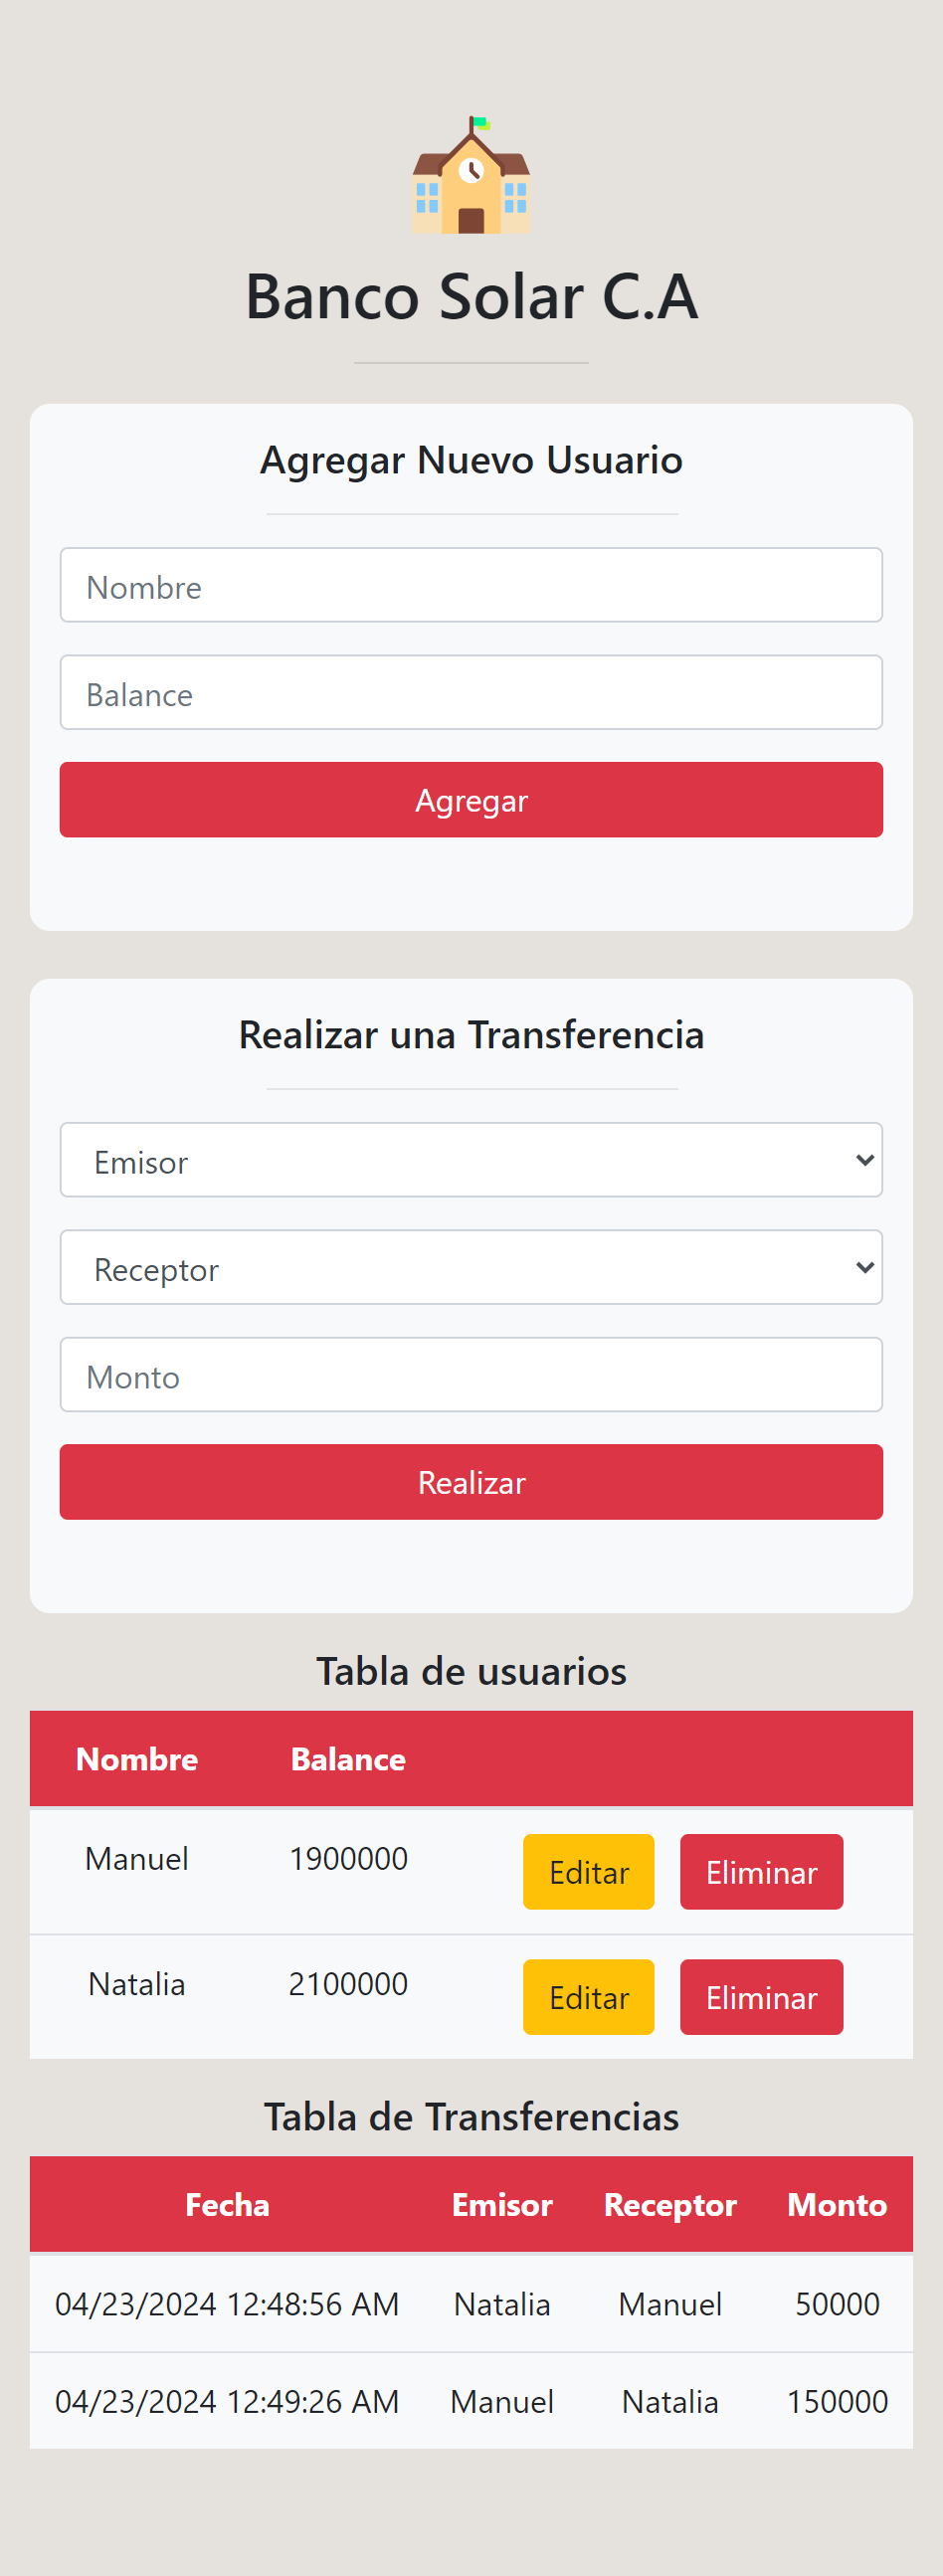 Banco Solar C.A
Agregar Nuevo Usuario
Nombre
Balance
Agregar
Realizar una Transferencia
Emisor
Receptor
Monto
Realizar
Tabla de usuarios
Nombre Balance
Manuel 1900000 Editar Eliminar
Natalia 2100000 Editar Eliminar
Tabla de Transferencias
Fecha Emisor Receptor Monto
04/23/2024 12:48:56 AM Natalia Manuel 50000
04/23/2024 12:49:26 AM Manuel Natalia 150000